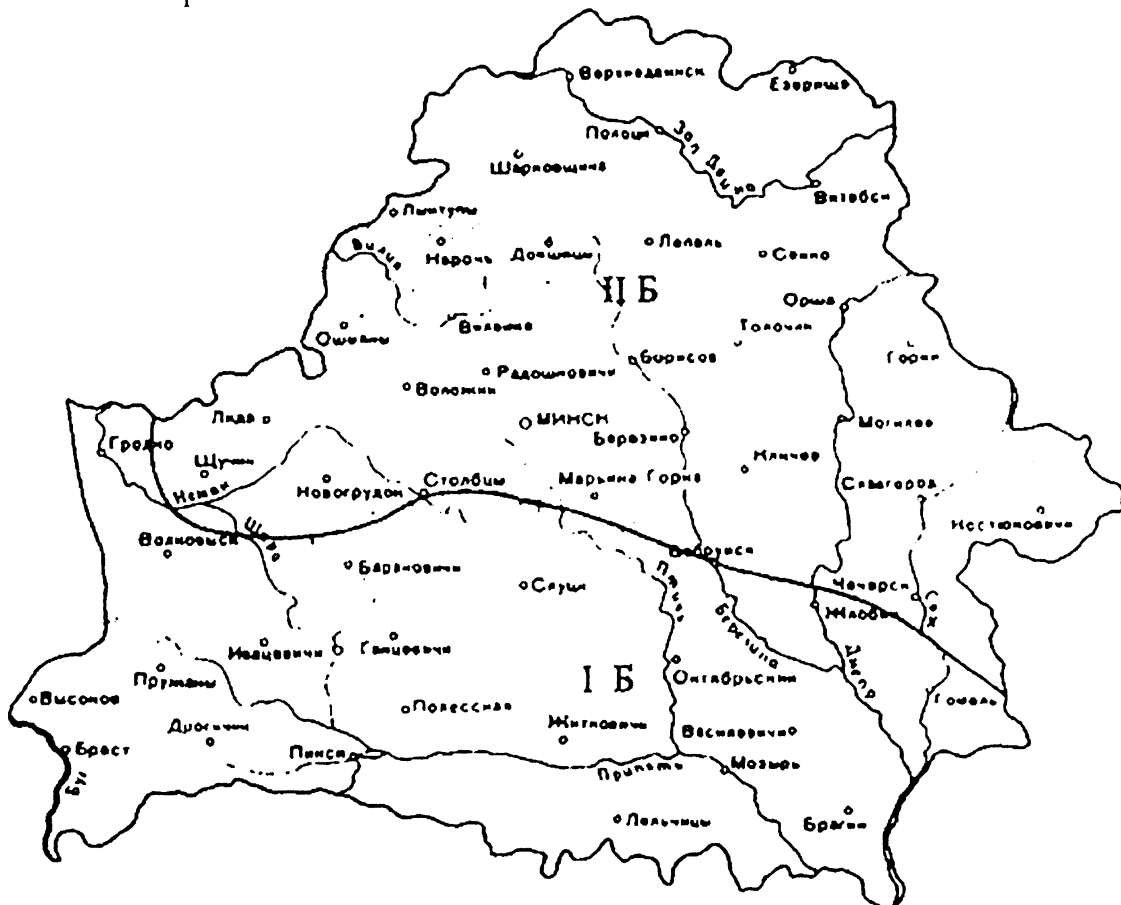 Верхнедвинск
Езерище
Полоцк
Зап Двина
Шарковщина
Витебск
Лынтупы
Вилия
Нарочь
Докшицы
Лепель
Сенно
II Б
Орша
Ошмяны
Вилейка
Толочин
Горки
Борисов
Радошковичи
Воложин
Лида
МИНСК
Могилев
Гродно
Березино
Щучин
Кличев
Неман
Новогрудок
Столбцы
Марьина Горка
Славгород
Костюковичи
Щара
Волковыск
Бобруйск
Барановичи
Слуцк
Птичь
Чечерск
Жлобин
Сож
Березина
Ивацевичи
Ганцевичи
Днепр
Пружаны
I Б
Октябрьский
Высокое
Полесская
Гомель
Дрогичин
Житковичи
Василевичи
Брест
Пинск
Припять
Мозырь
Буг
Лельчицы
Брагин